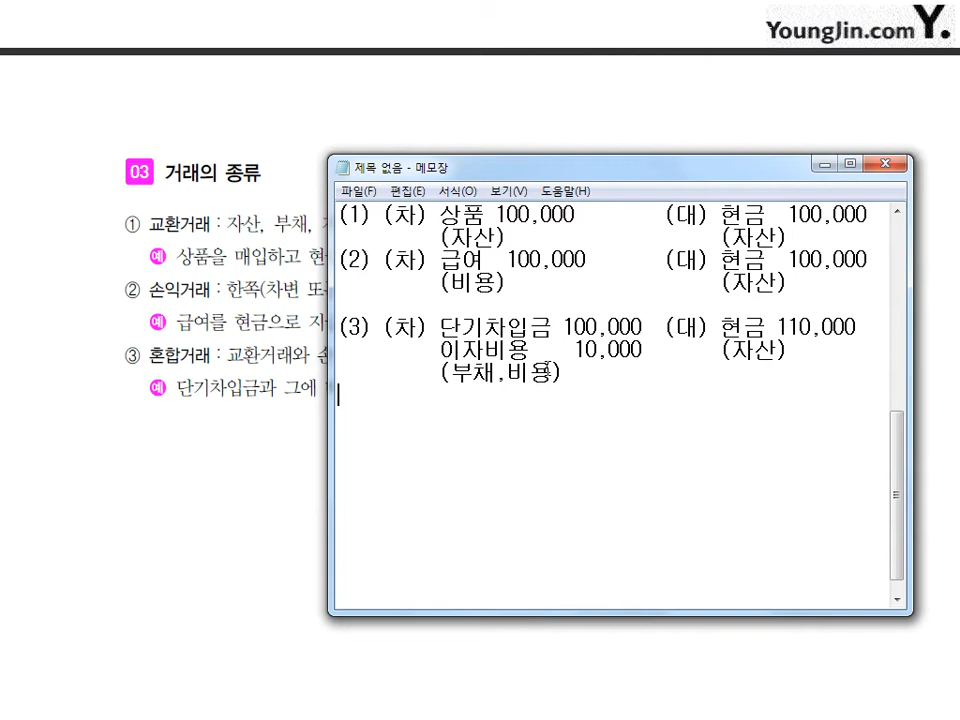 YoungJin.com Y.
03 거래의 종류
① 교환거래 : 자산, 부채,
예 상품을 매입하고
② 손익거래 : 한쪽(차변
예 급여를 현금으로
③ 혼합거래 : 교환거래와
예 단기차입금과 그에
제목 없음 - 메모장
파일(F) 편집(E) 서식(O) 보기(V) 도움말(H)
(1) (차) 상품 100,000 (대) 현금 100,000
(자산) (자산)
(2) (차) 급여 100,000 (대) 현금 100,000
(비용) (자산)
(3) (차) 단기차입금 100,000 (대) 현금 110,000
이자비용 10,000 (자산)
(부채,비용)